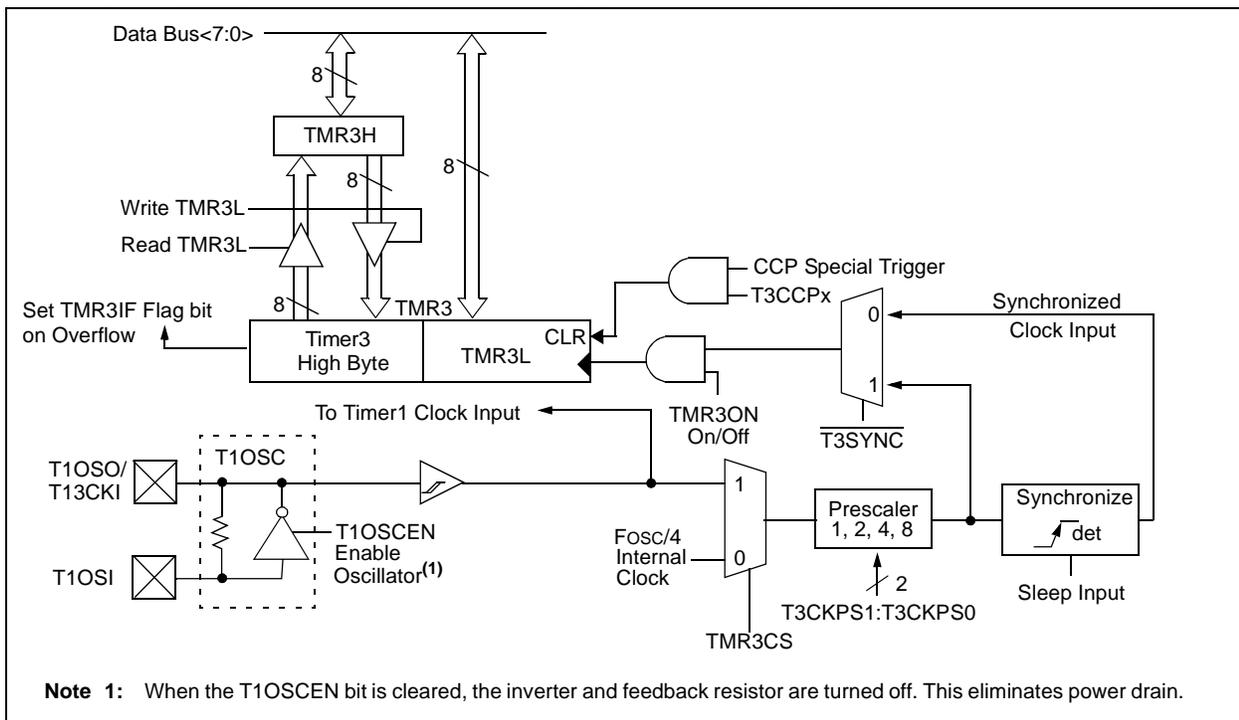 Data Bus<7:0>
8
TMR3H
8
8
Write TMR3L
Read TMR3L
CCP Special Trigger
8
TMR3
T3CCPx
Set TMR3IF Flag bit
on Overflow
Timer3
High Byte
TMR3L
CLR
0
Synchronized
Clock Input
1
To Timer1 Clock Input
TMR3ON
On/Off
T3SYNC
T1OSO/
T13CKI
T1OSC
1
Prescaler
1, 2, 4, 8
Synchronize
det
T1OSCEN
Enable
Oscillator(1)
FOSC/4
Internal
Clock
0
T1OSI
2
Sleep Input
T3CKPS1:T3CKPS0
TMR3CS
Note 1: When the T1OSCEN bit is cleared, the inverter and feedback resistor are turned off. This eliminates power drain.